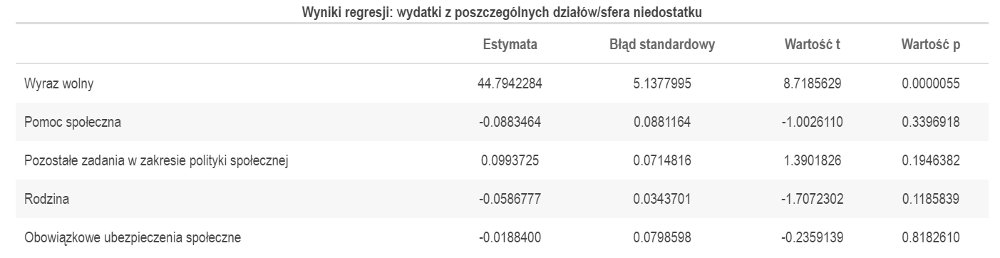 Wyniki regresji: wydatki z poszczególnych działów/sfera niedostatku
Estymata Błąd standardowy Wartość t Wartość p
Wyraz wolny 44.7942284 5.1377995 8.7185629 0.0000055
Pomoc społeczna -0.0883464 0.0881164 -1.0026110 0.3396918
Pozostałe zadania w zakresie polityki społecznej 0.0993725 0.0714816 1.3901826 0.1946382
Rodzina -0.0586777 0.0343701 -1.7072302 0.1185839
Obowiązkowe ubezpieczenia społeczne -0.0188400 0.0798598 -0.2359139 0.8182610